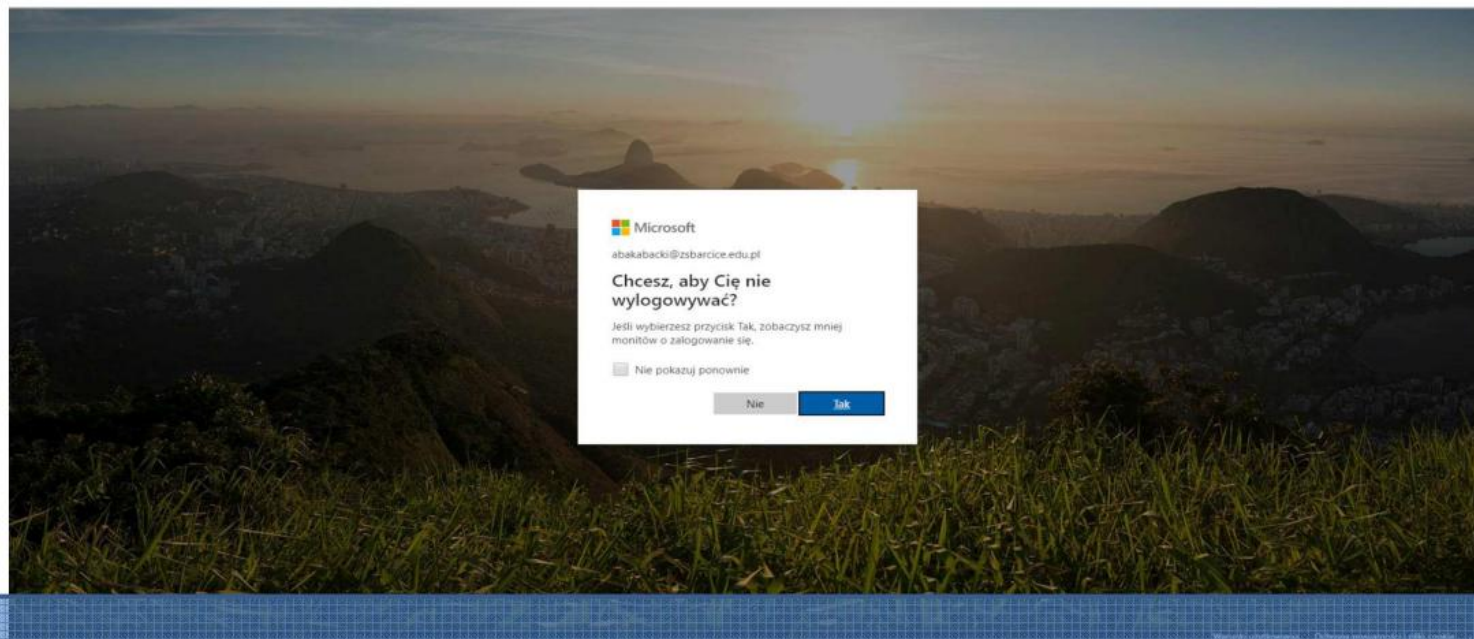 Microsoft
abakabacki@zsbarcice.edu.pl
Chcesz, aby Cię nie
wylogowywać?
Jeśli wybierzesz przycisk Tak, zobaczysz mniej
monitów o zalogowanie się.
Nie pokazuj ponownie
Nie Tak